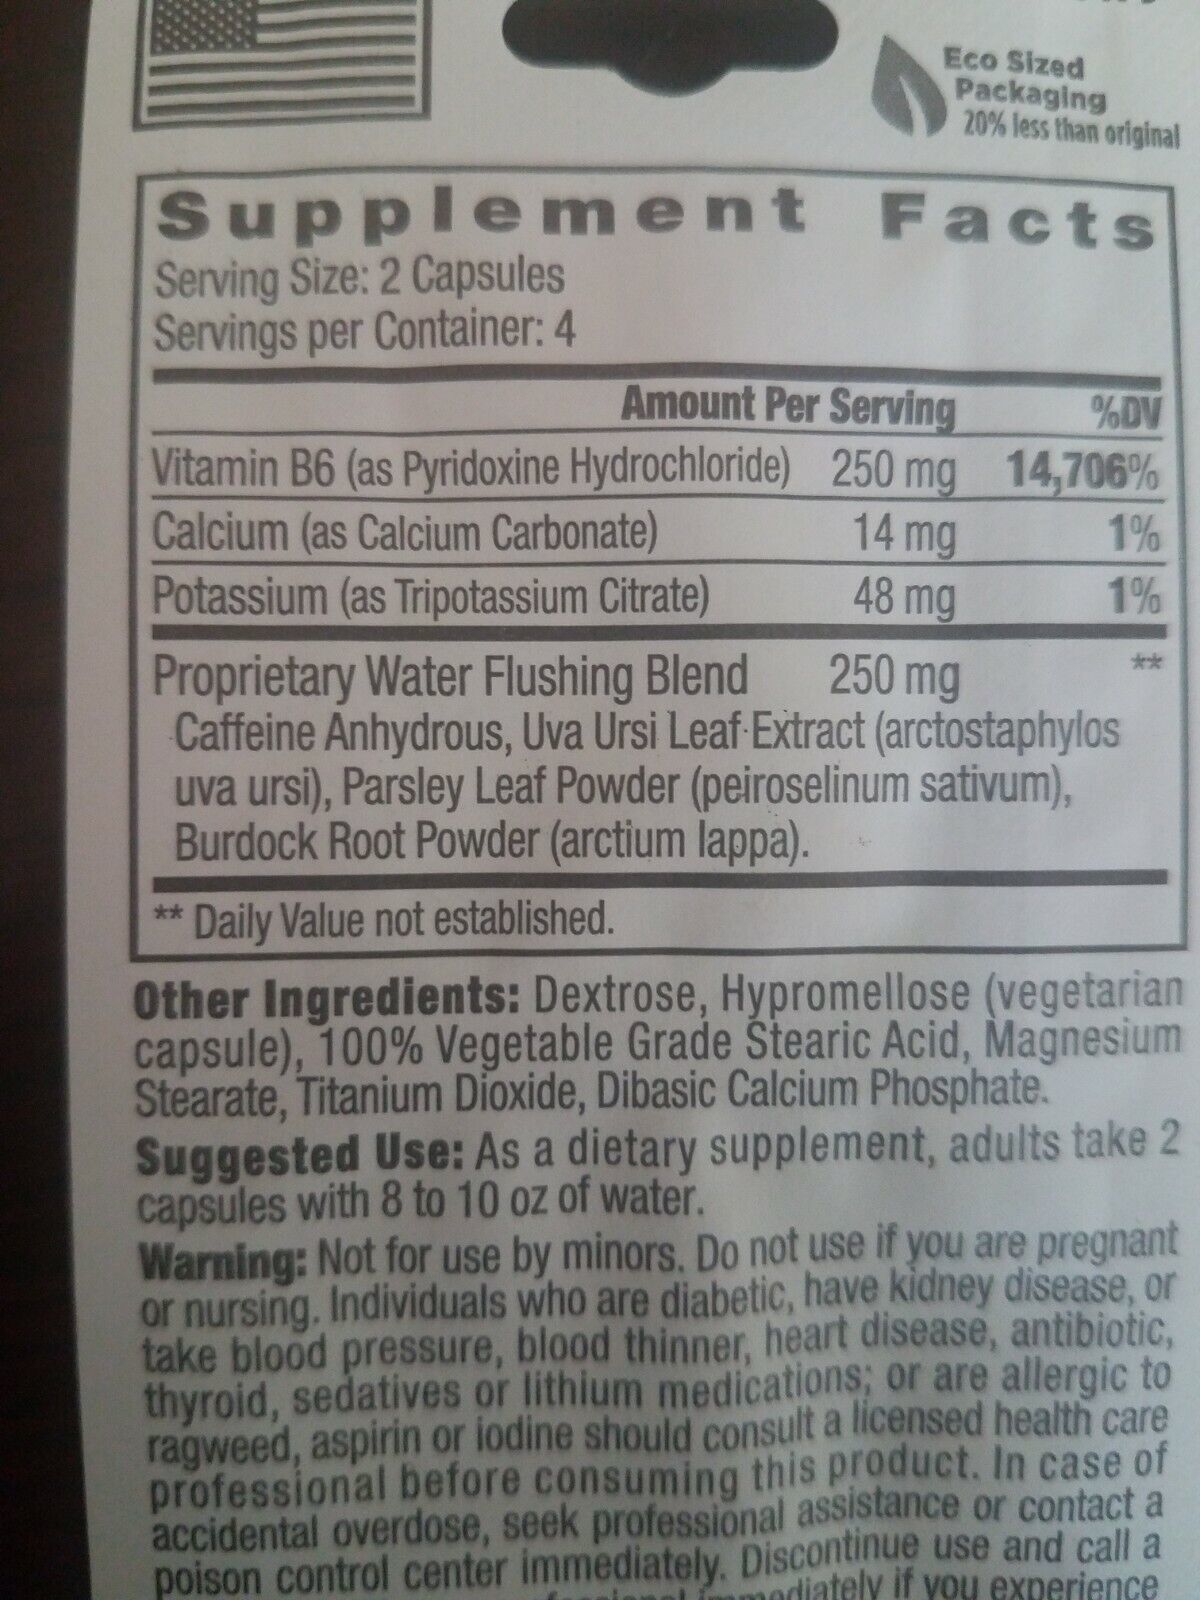 Eco Sized
Packaging
20% less than original
Supplement Facts
Serving Size: 2 Capsules
Servings per Container: 4
Amount Per Serving %DV
Vitamin B6 (as Pyridoxine Hydrochloride) 250 mg 14,706%
Calcium (as Calcium Carbonate) 14 mg 1%
Potassium (as Tripotassium Citrate) 48 mg 1%
Proprietary Water Flushing Blend 250 mg **
Caffeine Anhydrous, Uva Ursi Leaf Extract (arctostaphylos
uva ursi), Parsley Leaf Powder (peiroselinum sativum),
Burdock Root Powder (arctium lappa).
** Daily Value not established.
Other Ingredients: Dextrose, Hypromellose (vegetarian
capsule), 100% Vegetable Grade Stearic Acid, Magnesium
Stearate, Titanium Dioxide, Dibasic Calcium Phosphate.
Suggested Use: As a dietary supplement, adults take 2
capsules with 8 to 10 oz of water.
Warning: Not for use by minors. Do not use if you are pregnant
or nursing. Individuals who are diabetic, have kidney disease, or
take blood pressure, blood thinner, heart disease, antibiotic,
thyroid, sedatives or lithium medications; or are allergic to
ragweed, aspirin or iodine should consult a licensed health care
professional before consuming this product. In case of
accidental overdose, seek professional assistance or contact a
poison control center immediately. Discontinue use and call a
immediately if you experience